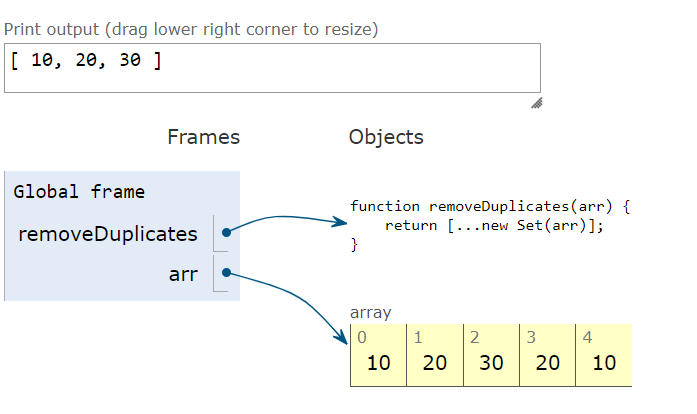 Print output (drag lower right corner to resize)
[ 10, 20, 30 ]
Frames Objects
Global frame
removeDuplicates
arr
function removeDuplicates(arr) {
    return [...new Set(arr)];
}
array
0 1 2 3 4
10 20 30 20 10